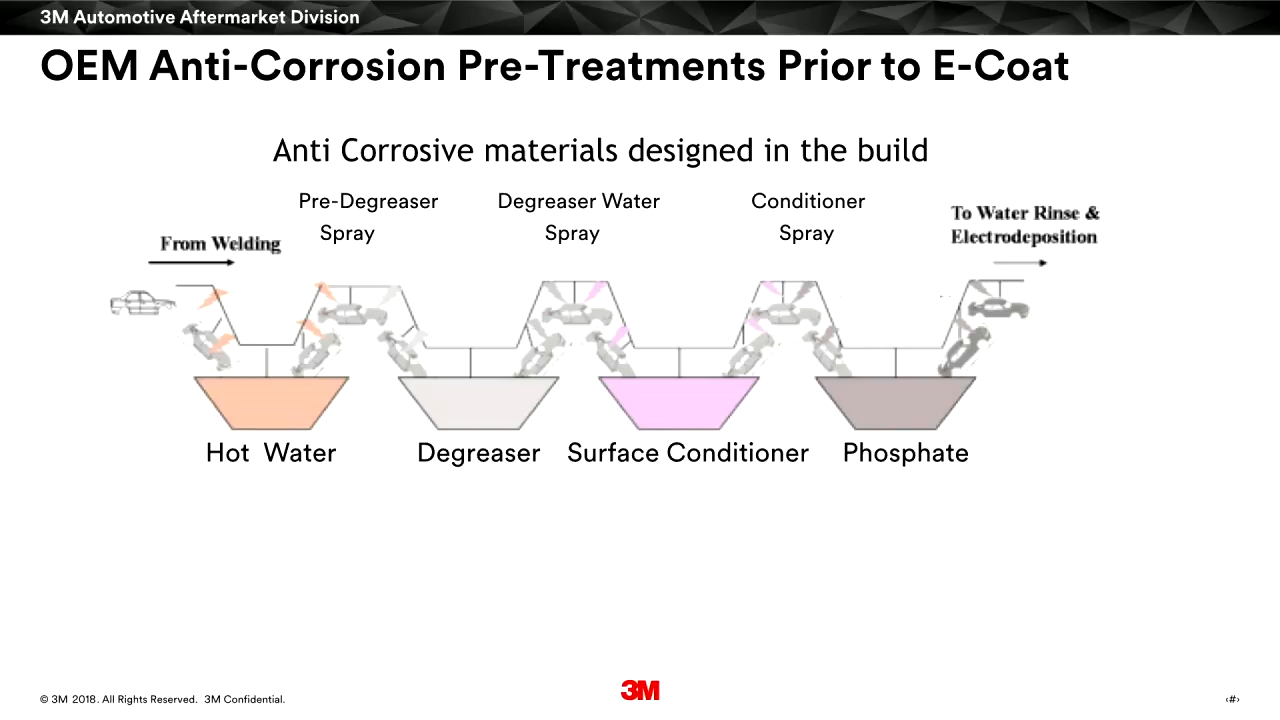 3M Automotive Aftermarket Division
OEM Anti-Corrosion Pre-Treatments Prior to E-Coat
Anti Corrosive materials designed in the build
Pre-Degreaser
Spray
Degreaser Water
Spray
Conditioner
Spray
To Water Rinse &
Electrodeposition
From Welding
Hot Water
Degreaser
Surface Conditioner
Phosphate
© 3M 2018. All Rights Reserved. 3M Confidential.
3M
‹#›